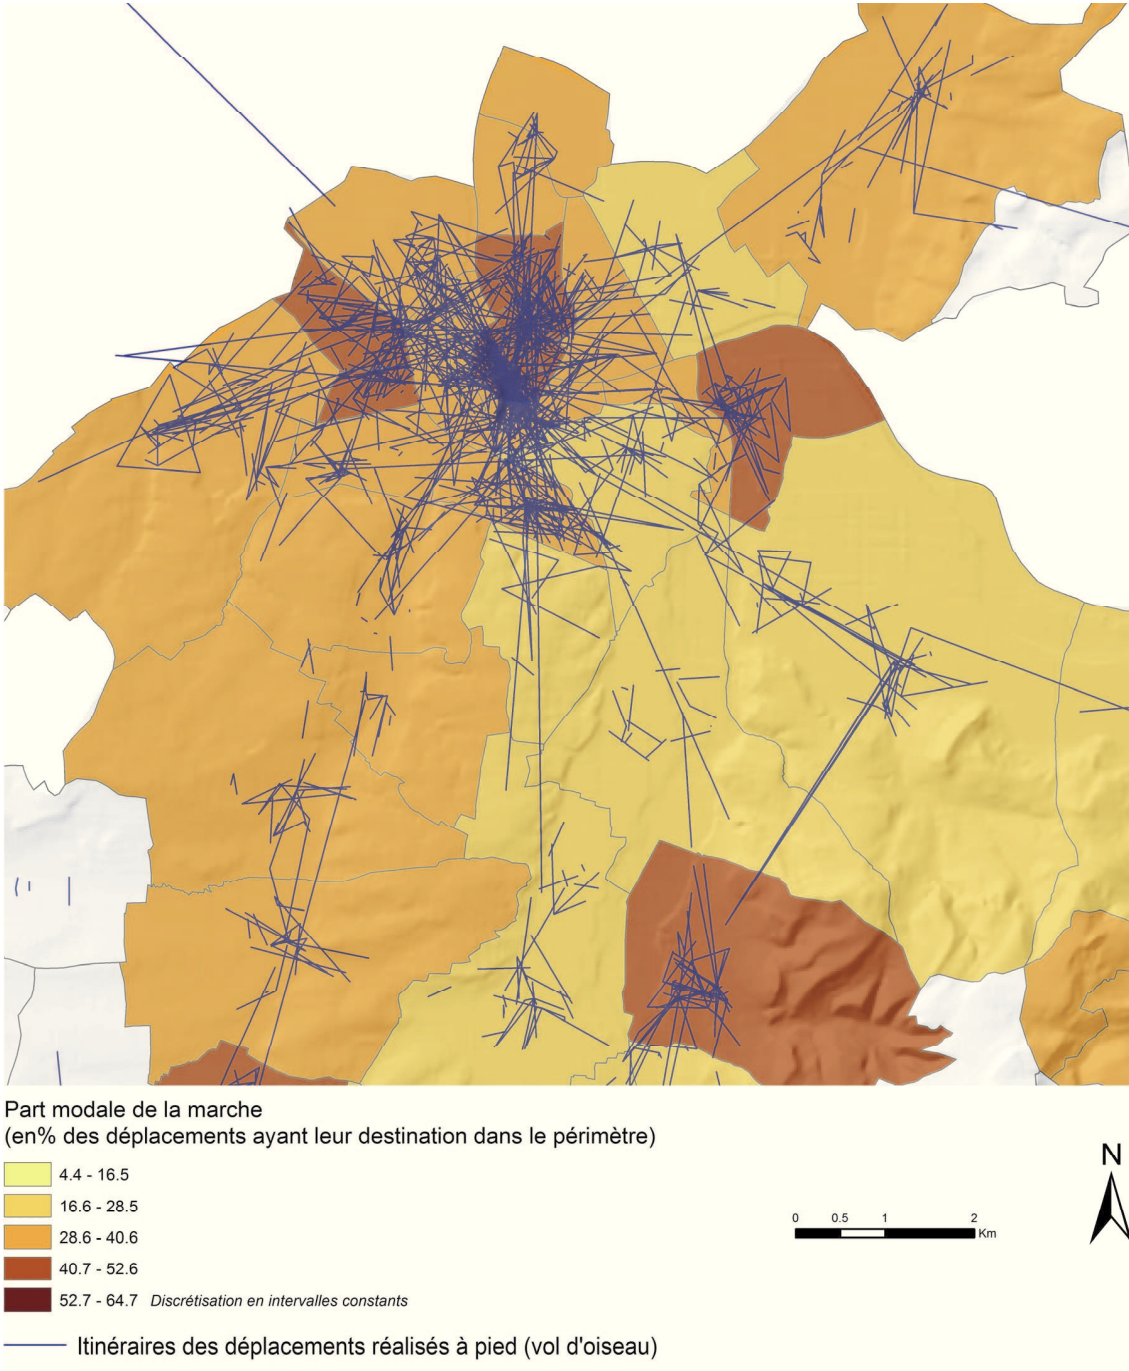 Part modale de la marche
(en% des déplacements ayant leur destination dans le périmètre)
4.4 - 16.5
16.6 - 28.5
28.6 - 40.6
40.7 - 52.6
52.7 - 64.7 Discrétisation en intervalles constants
Itinéraires des déplacements réalisés à pied (vol d'oiseau)
0 0.5 1 2
Km
N